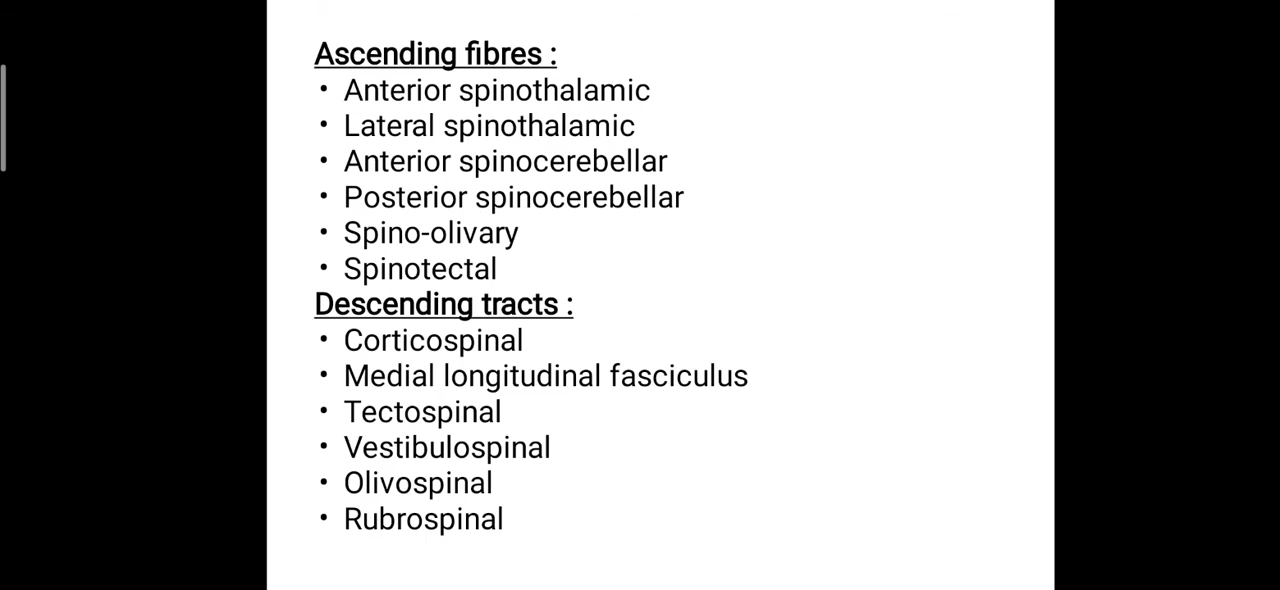 Ascending fibres :
• Anterior spinothalamic
• Lateral spinothalamic
• Anterior spinocerebellar
• Posterior spinocerebellar
• Spino-olivary
• Spinotectal
Descending tracts :
• Corticospinal
• Medial longitudinal fasciculus
• Tectospinal
• Vestibulospinal
• Olivospinal
• Rubrospinal